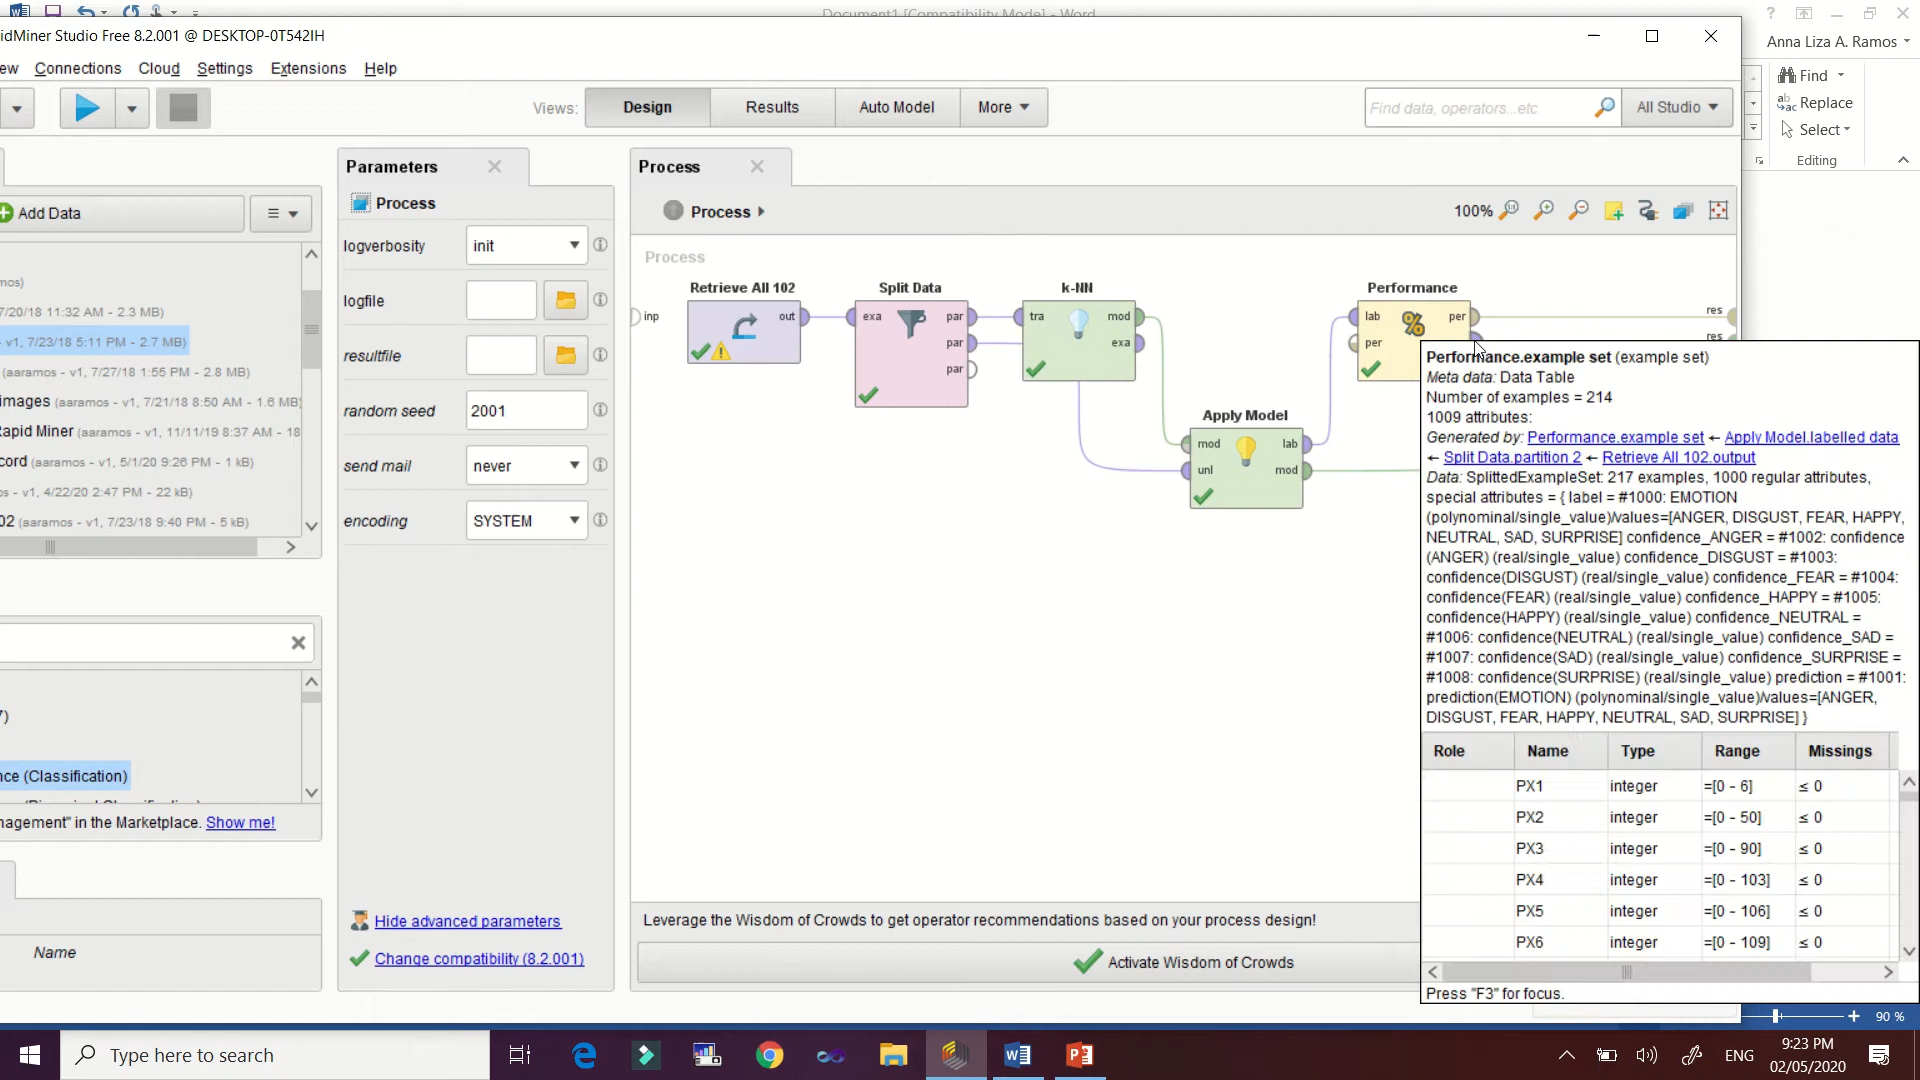 Document1 [Compatibility Mode] - Word
idMiner Studio Free 8.2.001 @ DESKTOP-0T542IH
Anna Liza A. Ramos
ew Connections Cloud Settings Extensions Help
Find
Replace
Select
Editing
Views: Design Results Auto Model More
Find data, operators...etc
All Studio
Parameters
Process
Add Data
Process
Process
100%
logverbosity init
Process
mos)
7/20/18 11:32 AM - 2.3 MB)
- v1, 7/23/18 5:11 PM - 2.7 MB)
(aaramos - v1, 7/27/18 1:55 PM - 2.8 MB)
images (aaramos - v1, 7/21/18 8:50 AM - 1.6 MB)
apid Miner (aaramos - v1, 11/11/19 8:37 AM - 18
cord (aaramos - v1, 5/1/20 9:26 PM - 1 kB)
s - v1, 4/22/20 2:47 PM - 22 kB)
02 (aaramos - v1, 7/23/18 9:40 PM - 5 kB)
logfile
resultfile
random seed 2001
send mail never
encoding SYSTEM
Retrieve All 102
Split Data
k-NN
Performance
inp
out
exa
par
par
par
tra
mod
exa
lab
per
per
res
res
Apply Model
mod
lab
unl
mod
Performance.example set (example set)
Meta data: Data Table
Number of examples = 214
1009 attributes:
Generated by: Performance.example set ← Apply Model.labelled data
← Split Data.partition 2 ← Retrieve All 102.output
Data: SplittedExampleSet: 217 examples, 1000 regular attributes,
special attributes = { label = #1000: EMOTION
(polynominal/single_value)/values=[ANGER, DISGUST, FEAR, HAPPY,
NEUTRAL, SAD, SURPRISE] confidence_ANGER = #1002: confidence
(ANGER) (real/single_value) confidence_DISGUST = #1003:
confidence(DISGUST) (real/single_value) confidence_FEAR = #1004:
confidence(FEAR) (real/single_value) confidence_HAPPY = #1005:
confidence(HAPPY) (real/single_value) confidence_NEUTRAL =
#1006: confidence(NEUTRAL) (real/single_value) confidence_SAD =
#1007: confidence(SAD) (real/single_value) confidence_SURPRISE =
#1008: confidence(SURPRISE) (real/single_value) prediction = #1001:
prediction(EMOTION) (polynominal/single_value)/values=[ANGER,
DISGUST, FEAR, HAPPY, NEUTRAL, SAD, SURPRISE] }
Role Name Type Range Missings
PX1 integer =[0 - 6] ≤ 0
PX2 integer =[0 - 50] ≤ 0
PX3 integer =[0 - 90] ≤ 0
PX4 integer =[0 - 103] ≤ 0
PX5 integer =[0 - 106] ≤ 0
PX6 integer =[0 - 109] ≤ 0
Press "F3" for focus.
7)
nce (Classification)
nagement" in the Marketplace. Show me!
Name
Hide advanced parameters
Change compatibility (8.2.001)
Leverage the Wisdom of Crowds to get operator recommendations based on your process design!
Activate Wisdom of Crowds
90 %
Type here to search
ENG
9:23 PM
02/05/2020